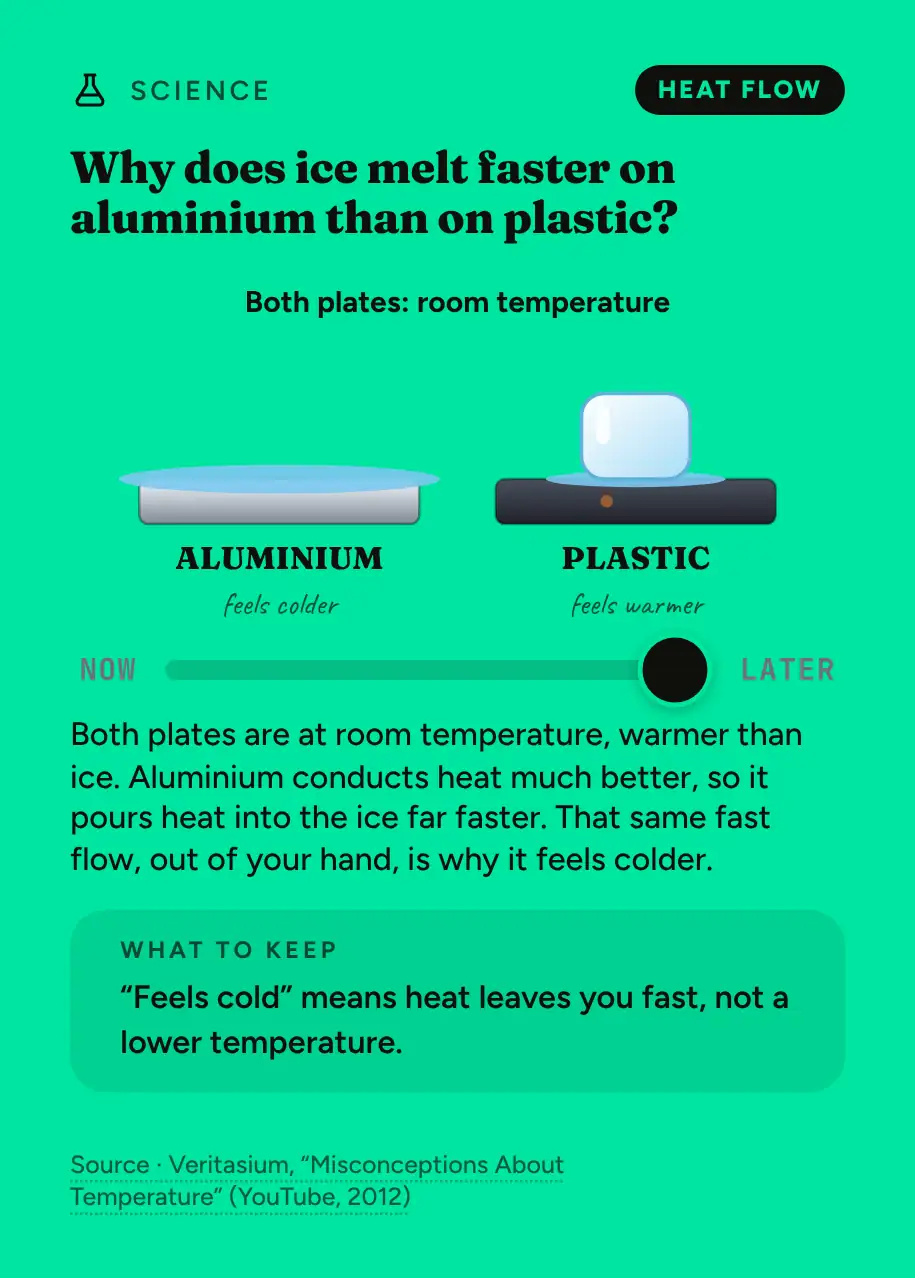 SCIENCE
HEAT FLOW
Why does ice melt faster on
aluminium than on plastic?
Both plates: room temperature
ALUMINIUM
PLASTIC
feels colder
feels warmer
NOW
LATER
Both plates are at room temperature, warmer than
ice. Aluminium conducts heat much better, so it
pours heat into the ice far faster. That same fast
flow, out of your hand, is why it feels colder.
WHAT TO KEEP
“Feels cold” means heat leaves you fast, not a
lower temperature.
Source · Veritasium, “Misconceptions About
Temperature” (YouTube, 2012)